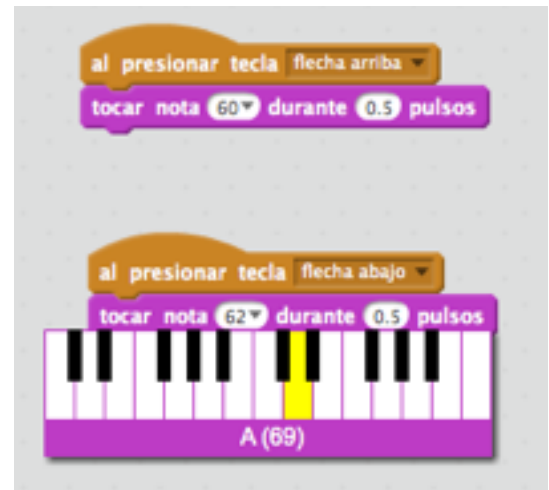 al presionar tecla flecha arriba
tocar nota 60 durante 0.5 pulsos
al presionar tecla flecha abajo
tocar nota 62 durante 0.5 pulsos
A (69)